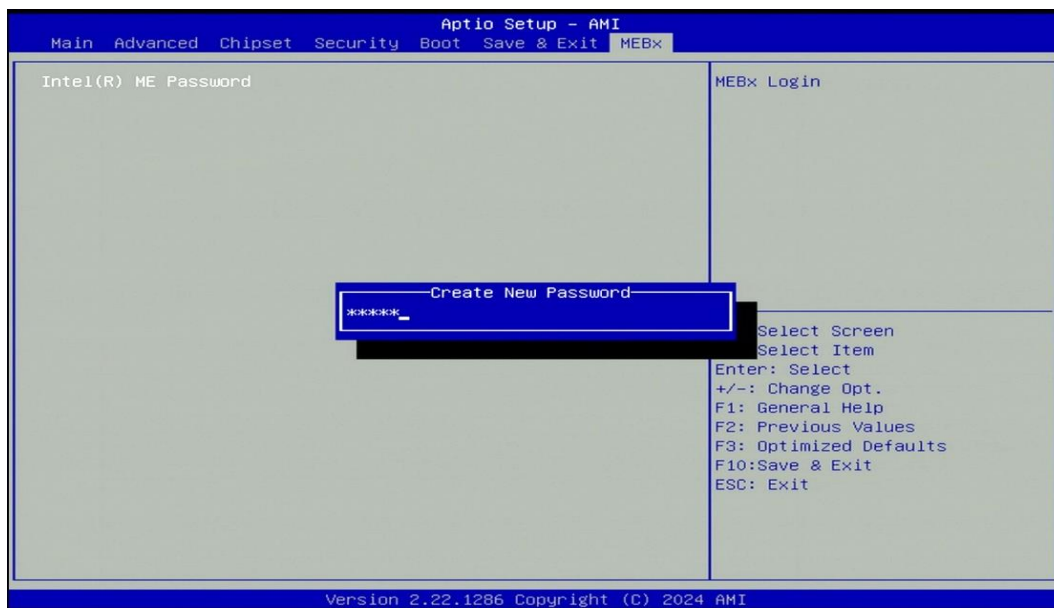 Aptio Setup - AMI
Main Advanced Chipset Security Boot Save & Exit MEBx
Intel(R) ME Password
MEBx Login
Create New Password
*****_
Select Screen
Select Item
Enter: Select
+/-: Change Opt.
F1: General Help
F2: Previous Values
F3: Optimized Defaults
F10:Save & Exit
ESC: Exit
Version 2.22.1286 Copyright (C) 2024 AMI